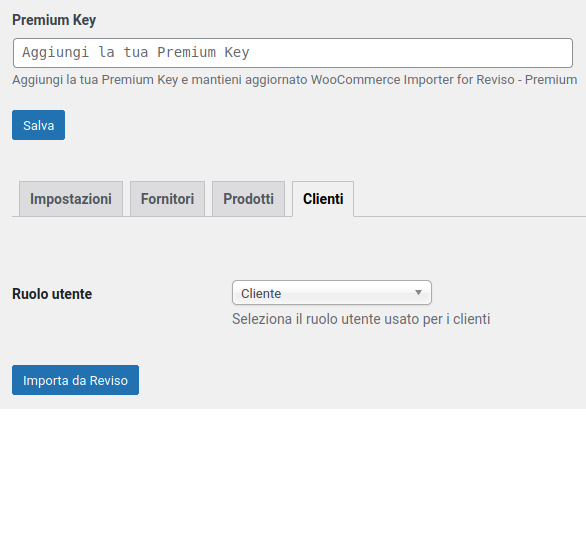 Premium Key
Aggiungi la tua Premium Key
Aggiungi la tua Premium Key e mantieni aggiornato WooCommerce Importer for Reviso - Premium
Salva
Impostazioni Fornitori Prodotti Clienti
Ruolo utente Cliente
Seleziona il ruolo utente usato per i clienti
Importa da Reviso